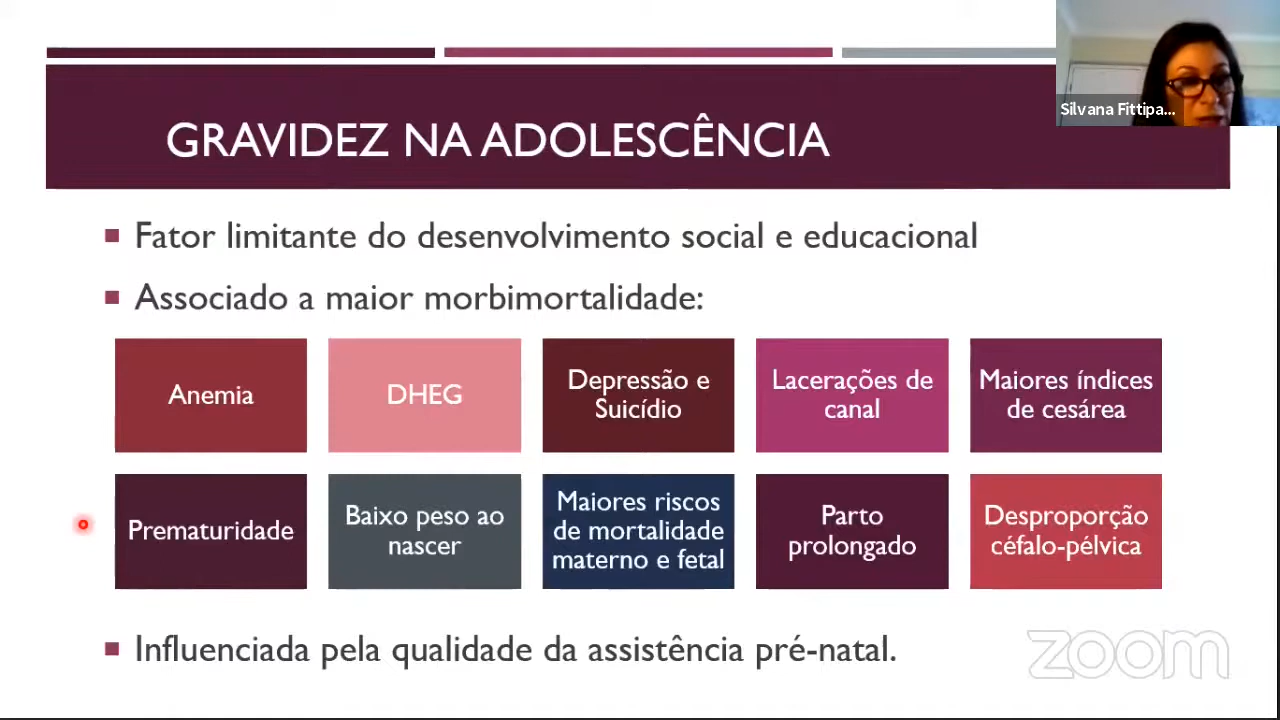 Silvana Fittipa...
GRAVIDEZ NA ADOLESCÊNCIA
Fator limitante do desenvolvimento social e educacional
Associado a maior morbimortalidade:
Anemia
DHEG
Depressão e
Suicídio
Lacerações de
canal
Maiores índices
de cesárea
Prematuridade
Baixo peso ao
nascer
Maiores riscos
de mortalidade
materno e fetal
Parto
prolongado
Desproporção
céfalo-pélvica
Influenciada pela qualidade da assistência pré-natal.
zoom